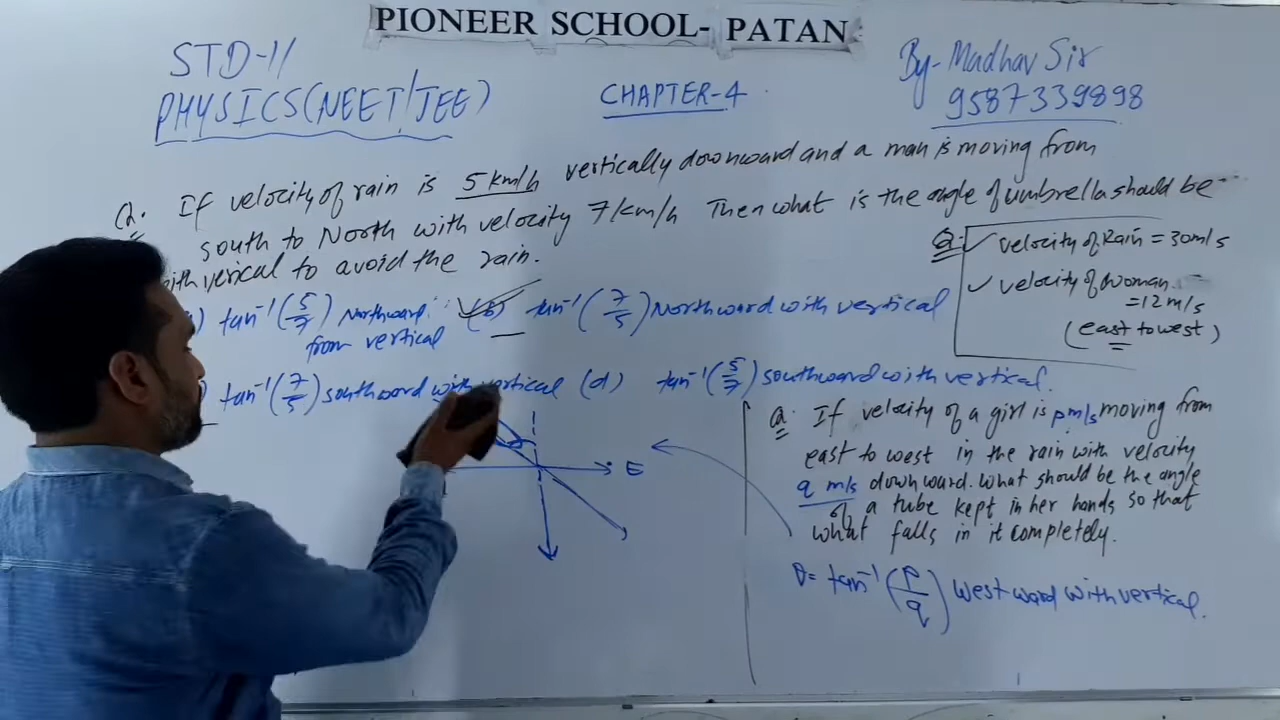 PIONEER SCHOOL- PATAN
STD-11
PHYSICS(NEET/JEE)
CHAPTER-4
By- Madhav Sir
9587339898
Q. If velocity of rain is 5 km/h vertically downward and a man is moving from
south to North with velocity 7 km/h Then what is the angle of umbrella should be
with verical to avoid the rain.
tan⁻¹(5/7) Northward
from vertical
(b) tan⁻¹(7/5) Northward with vertical
tan⁻¹(7/5) southward with vertical (d) tan⁻¹(5/7) southward with vertical.
E
Q. velocity of Rain = 30 m/s
velocity of woman
= 12 m/s
(east to west)
Q. If velocity of a girl is p m/s moving from
east to west in the rain with velocity
q m/s downward. what should be the angle
of a tube kept in her hands so that
what falls in it completely.
θ = tan⁻¹(p/q) westward with vertical.